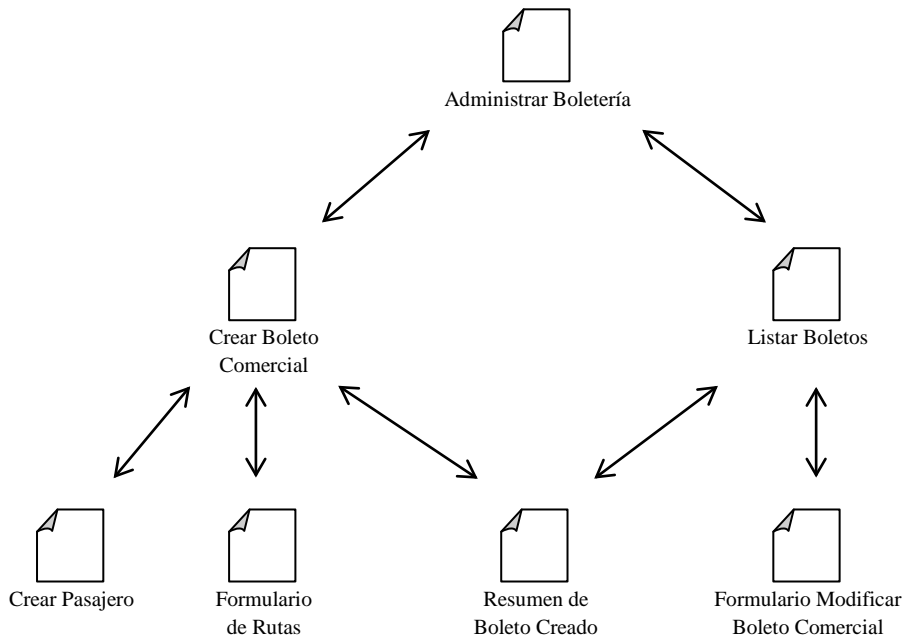 Administrar Boletería
Crear Boleto
Comercial
Listar Boletos
Crear Pasajero
Formulario
de Rutas
Resumen de
Boleto Creado
Formulario Modificar
Boleto Comercial